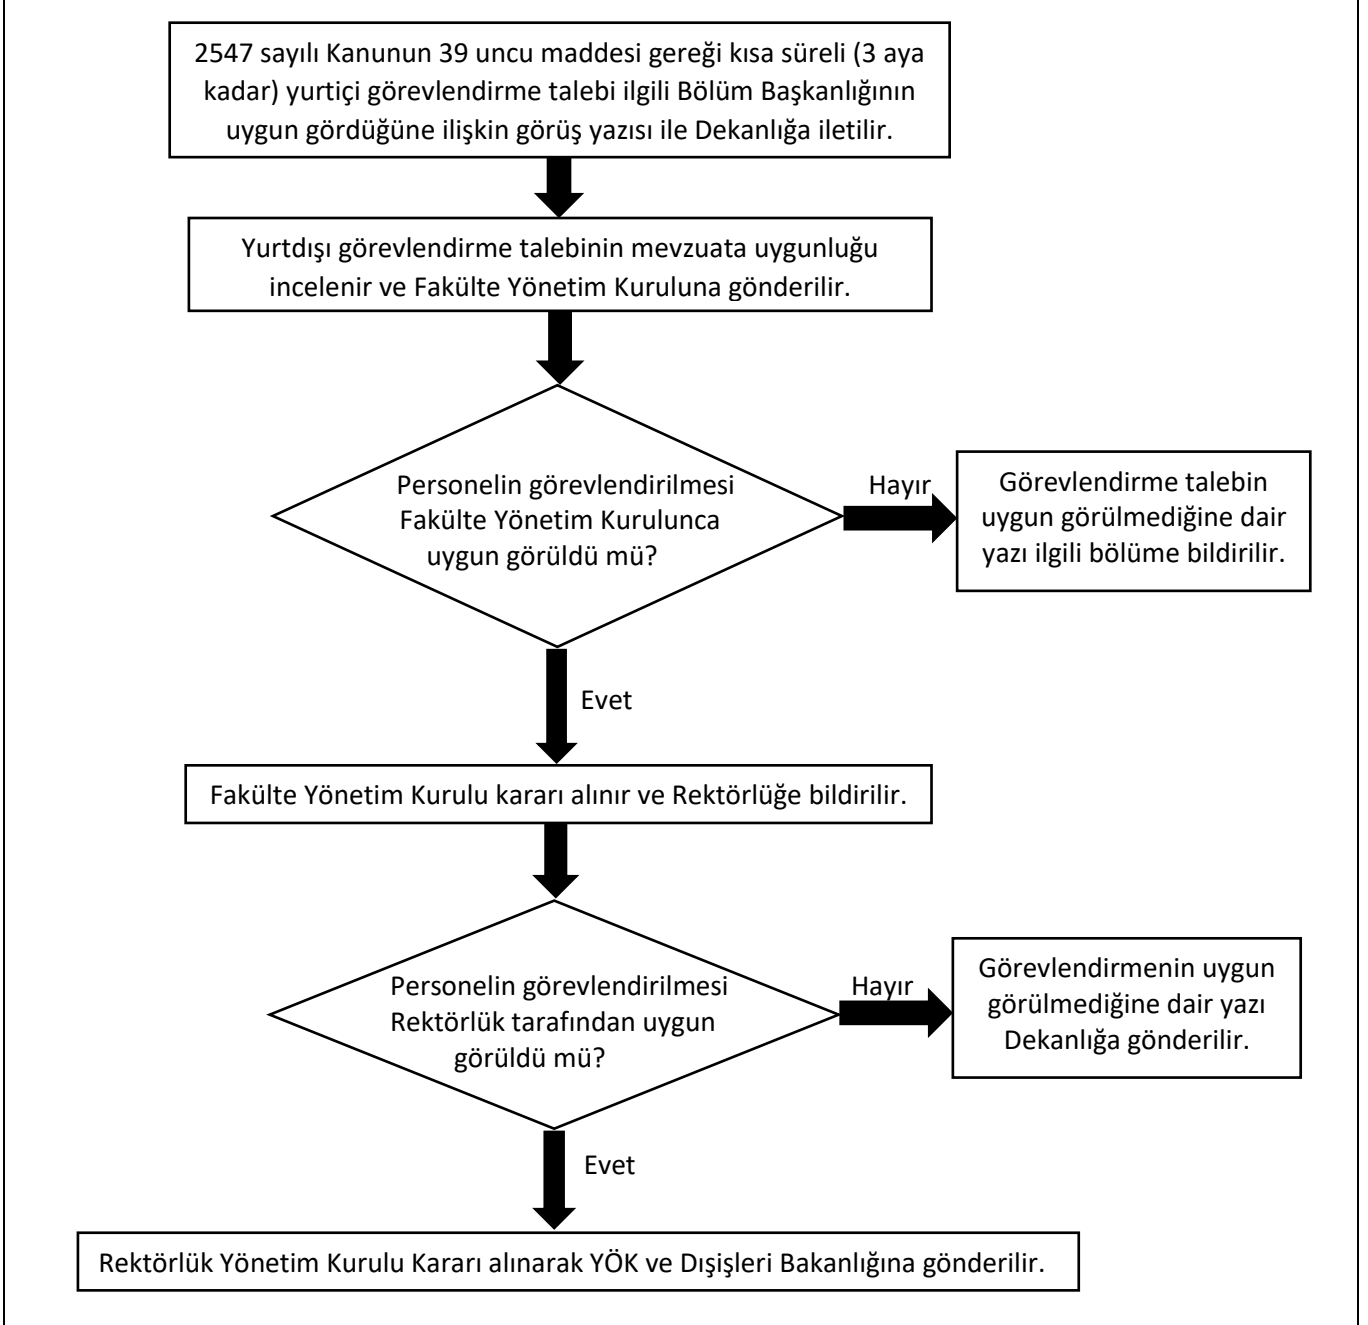 2547 sayılı Kanunun 39 uncu maddesi gereği kısa süreli (3 aya
kadar) yurtiçi görevlendirme talebi ilgili Bölüm Başkanlığının
uygun gördüğüne ilişkin görüş yazısı ile Dekanlığa iletilir.
Yurtdışı görevlendirme talebinin mevzuata uygunluğu
incelenir ve Fakülte Yönetim Kuruluna gönderilir.
Personelin görevlendirilmesi
Fakülte Yönetim Kurulunca
uygun görüldü mü?
Hayır
Görevlendirme talebin
uygun görülmediğine dair
yazı ilgili bölüme bildirilir.
Evet
Fakülte Yönetim Kurulu kararı alınır ve Rektörlüğe bildirilir.
Personelin görevlendirilmesi
Rektörlük tarafından uygun
görüldü mü?
Hayır
Görevlendirmenin uygun
görülmediğine dair yazı
Dekanlığa gönderilir.
Evet
Rektörlük Yönetim Kurulu Kararı alınarak YÖK ve Dışişleri Bakanlığına gönderilir.